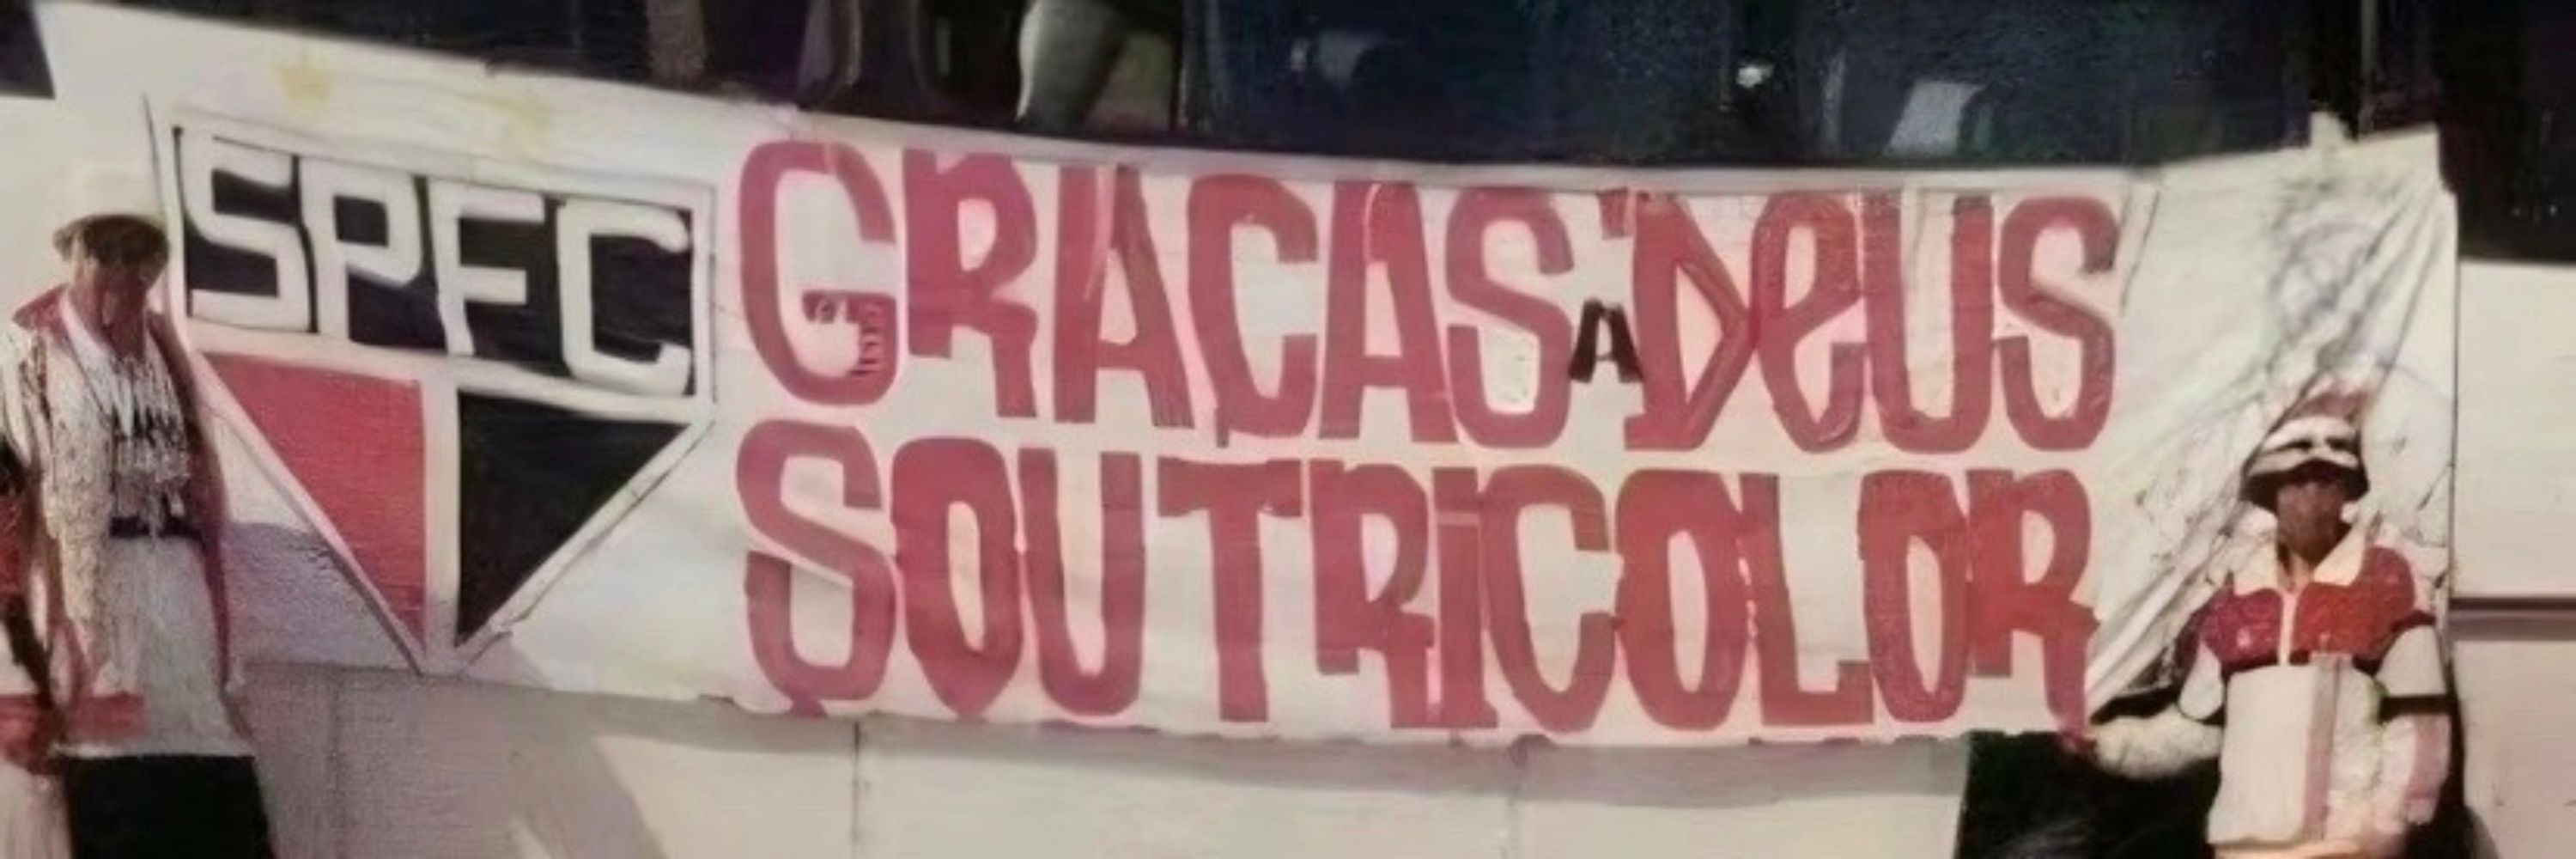 SPFC
GRAÇAS A DeUS
SOU TRiCOLOR